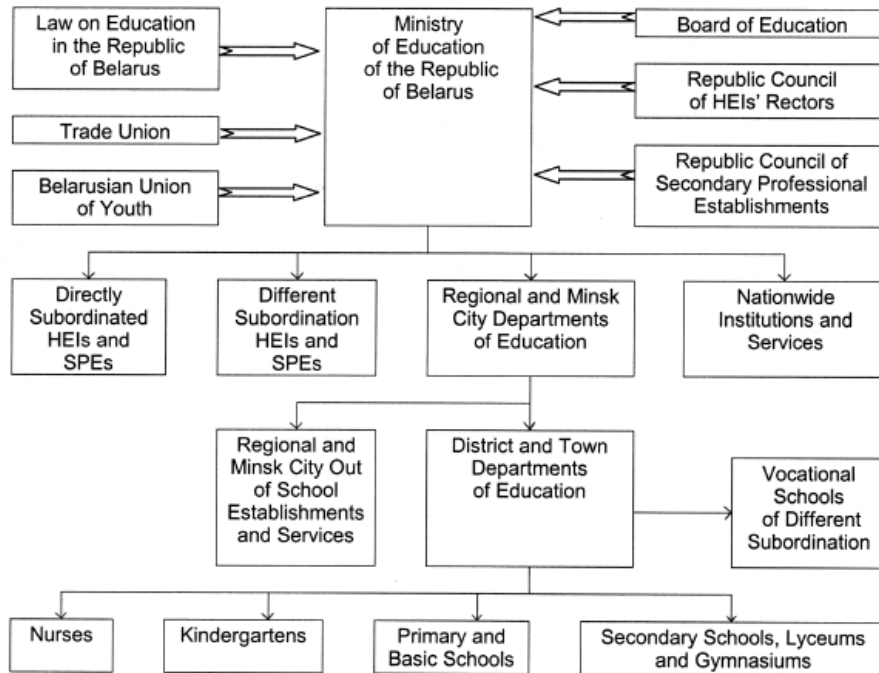 Law on Education
in the Republic
of Belarus
Trade Union
Belarusian Union
of Youth
Ministry
of Education
of the Republic
of Belarus
Board of Education
Republic Council
of HEIs' Rectors
Republic Council of
Secondary Professional
Establishments
Directly
Subordinated
HEIs and
SPEs
Different
Subordination
HEIs and
SPEs
Regional and Minsk
City Departments
of Education
Nationwide
Institutions and
Services
Regional and
Minsk City Out
of School
Establishments
and Services
District and Town
Departments
of Education
Vocational
Schools
of Different
Subordination
Nurses
Kindergartens
Primary and
Basic Schools
Secondary Schools, Lyceums
and Gymnasiums